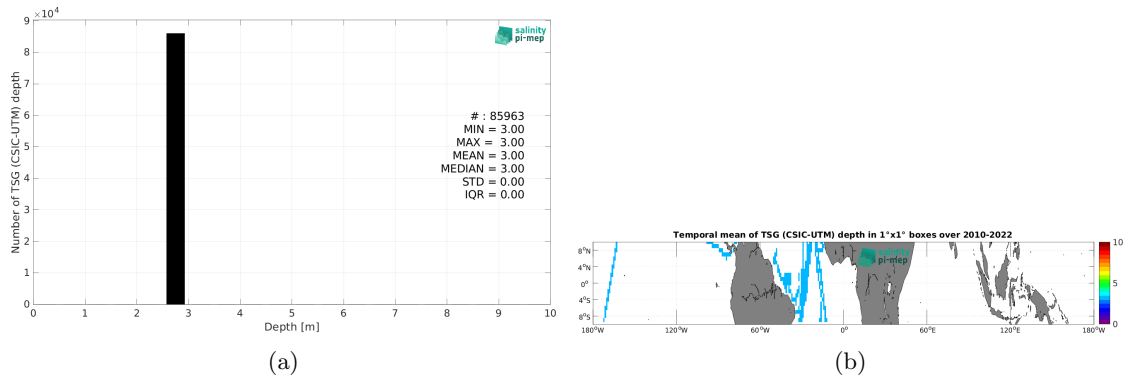 9 ×10⁴
8
7
6
5
4
3
2
1
0
Number of TSG (CSIC-UTM) depth
salinity
pi-mep
# : 85963
MIN = 3.00
MAX = 3.00
MEAN = 3.00
MEDIAN = 3.00
STD = 0.00
IQR = 0.00
0 1 2 3 4 5 6 7 8 9 10
Depth [m]
(a)
Temporal mean of TSG (CSIC-UTM) depth in 1°x1° boxes over 2010-2022
salinity
pi-mep
8°N
4°N
0°
4°S
8°S
180°W 120°W 60°W 0° 60°E 120°E 180°W
10
5
0
(b)